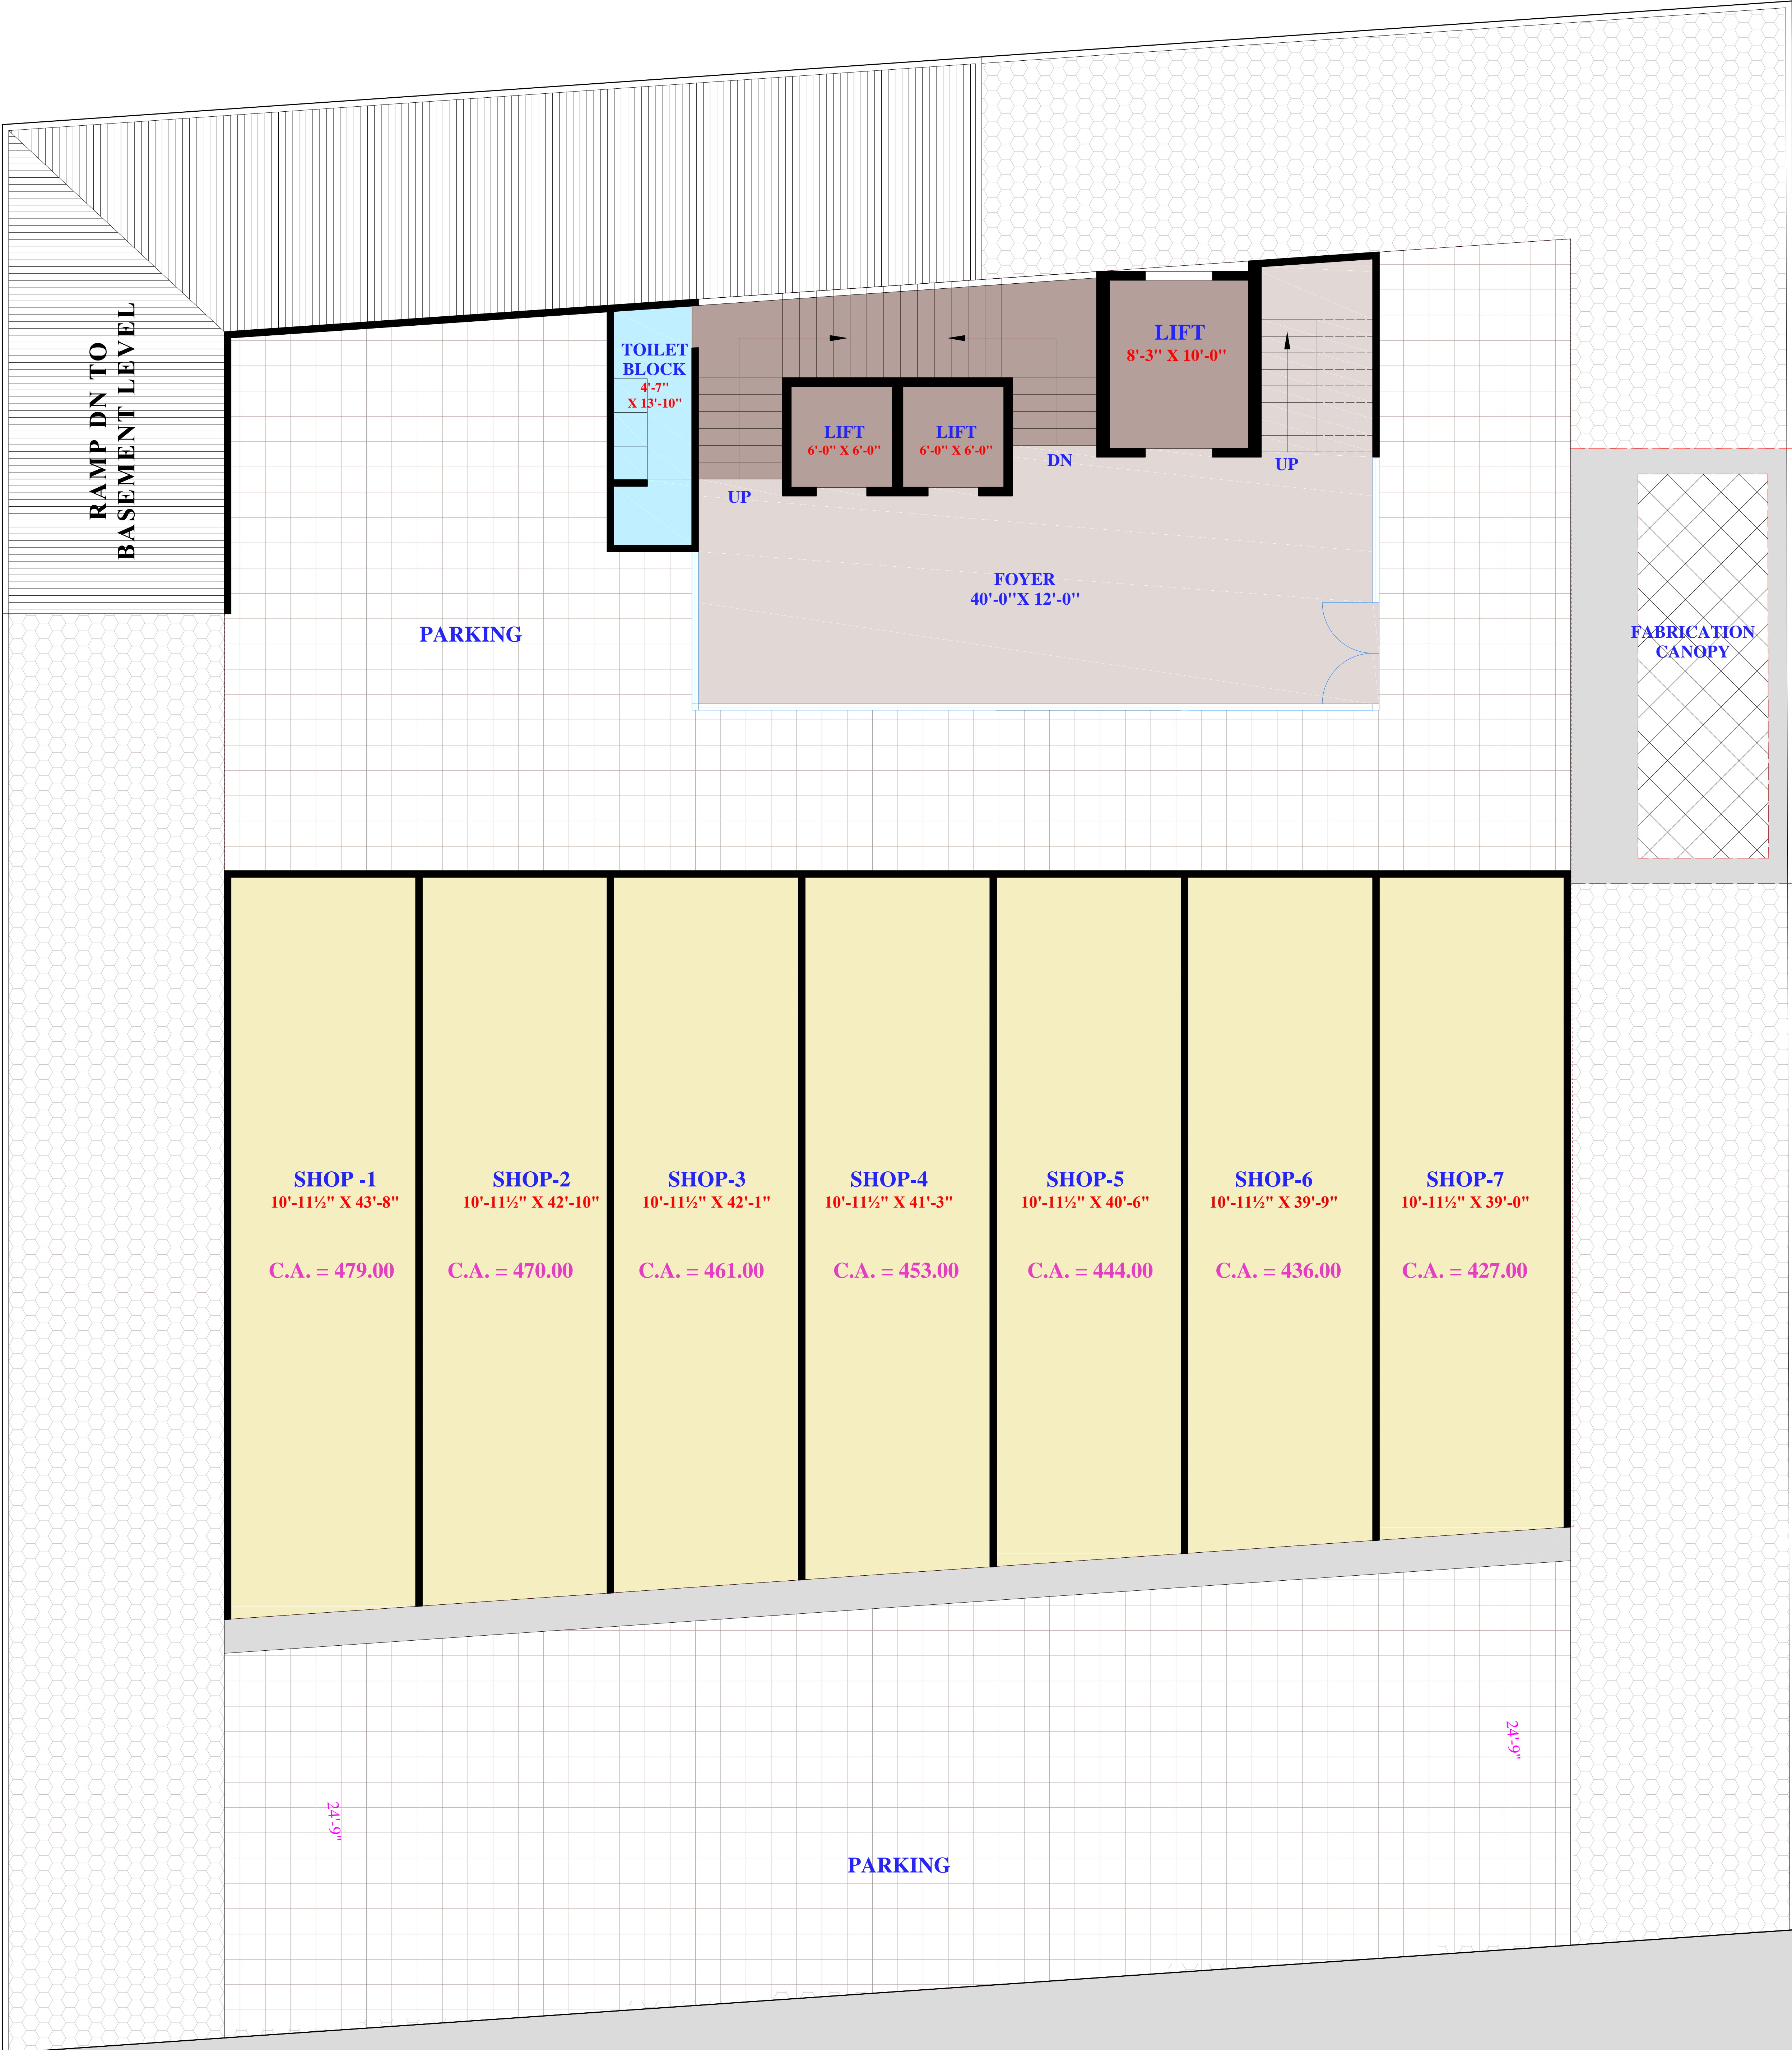 RAMP DN TO
BASEMENT LEVEL
TOILET
BLOCK
4'-7"
X 13'-10"
LIFT
6'-0" X 6'-0"
LIFT
6'-0" X 6'-0"
LIFT
8'-3" X 10'-0"
UP
DN
UP
FOYER
40'-0"X 12'-0"
PARKING
FABRICATION
CANOPY
SHOP -1
10'-11½" X 43'-8"
C.A. = 479.00
SHOP-2
10'-11½" X 42'-10"
C.A. = 470.00
SHOP-3
10'-11½" X 42'-1"
C.A. = 461.00
SHOP-4
10'-11½" X 41'-3"
C.A. = 453.00
SHOP-5
10'-11½" X 40'-6"
C.A. = 444.00
SHOP-6
10'-11½" X 39'-9"
C.A. = 436.00
SHOP-7
10'-11½" X 39'-0"
C.A. = 427.00
24'-9"
24'-9"
PARKING